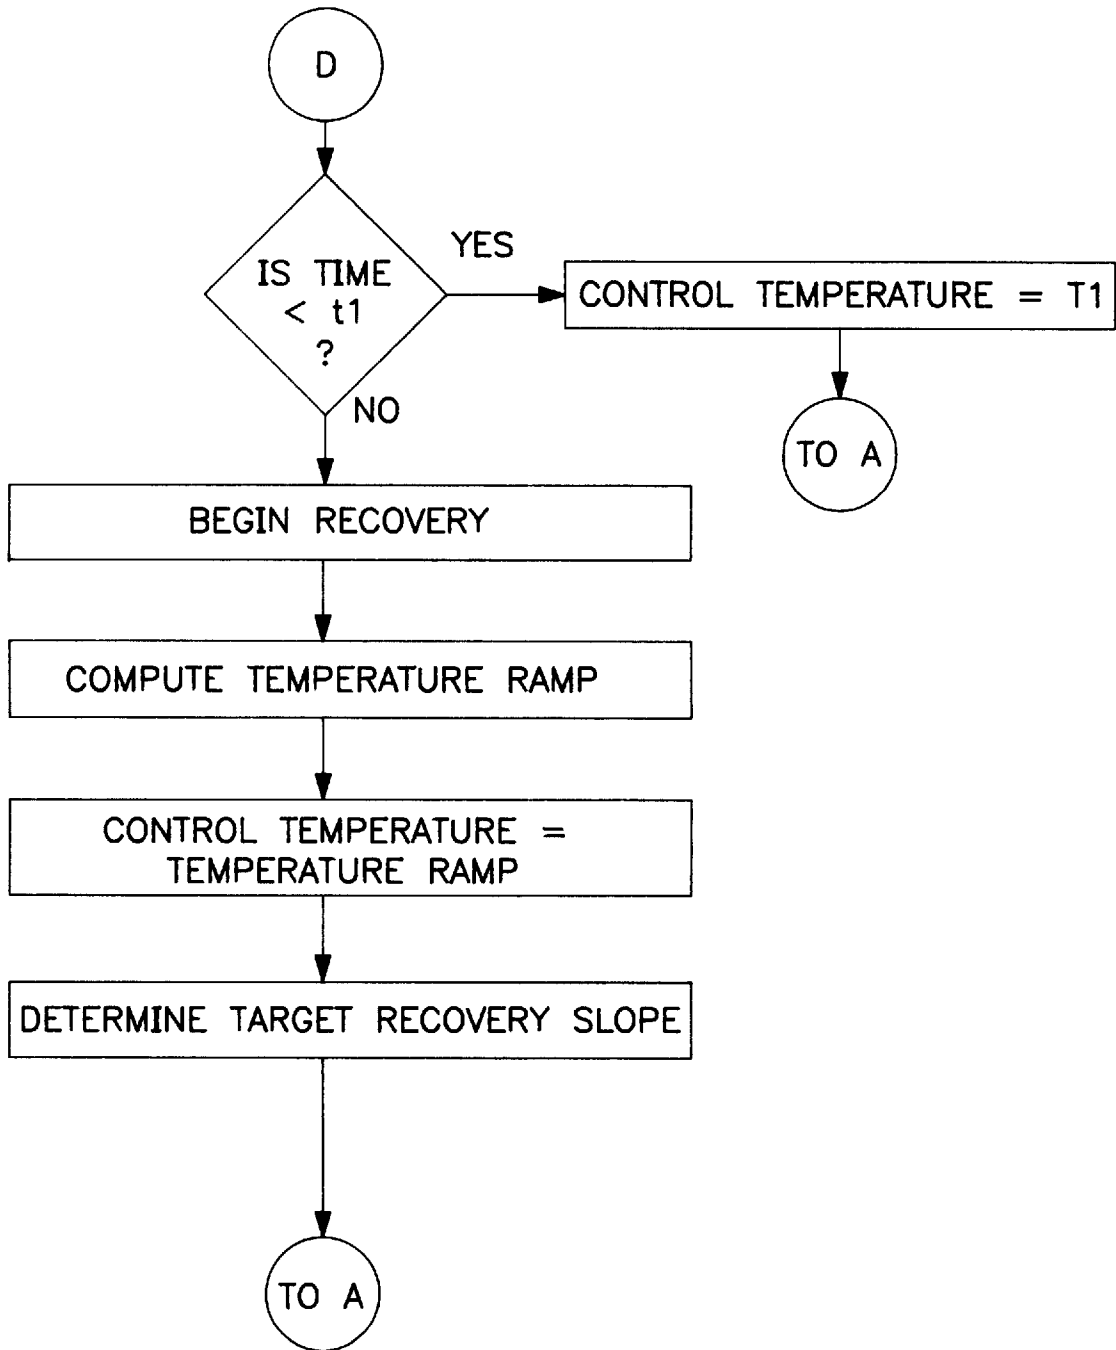 D
IS TIME
< t1
?
YES
CONTROL TEMPERATURE = T1
TO A
NO
BEGIN RECOVERY
COMPUTE TEMPERATURE RAMP
CONTROL TEMPERATURE =
TEMPERATURE RAMP
DETERMINE TARGET RECOVERY SLOPE
TO A